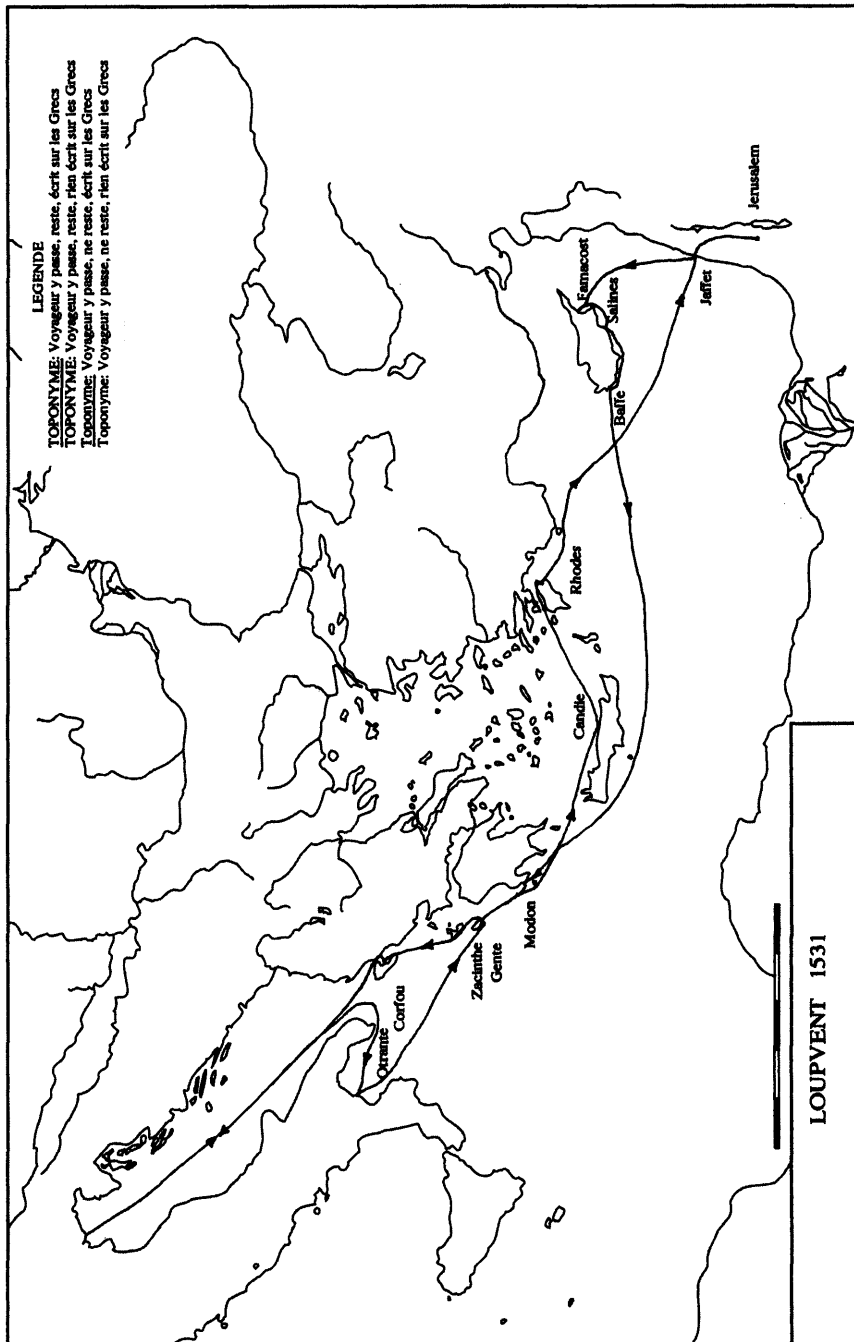 LEGENDE
TOPONYME: Voyageur y passe, reste, écrit sur les Grecs
TOPONYME: Voyageur y passe, reste, rien écrit sur les Grecs
Toponyme: Voyageur y passe, ne reste, écrit sur les Grecs
Toponyme: Voyageur y passe, ne reste, rien écrit sur les Grecs
Otrante
Corfou
Zacinthe
Gente
Modon
Candie
Rhodes
Baffe
Salines
Famacost
Jaffet
Jerusalem
LOUPVENT 1531